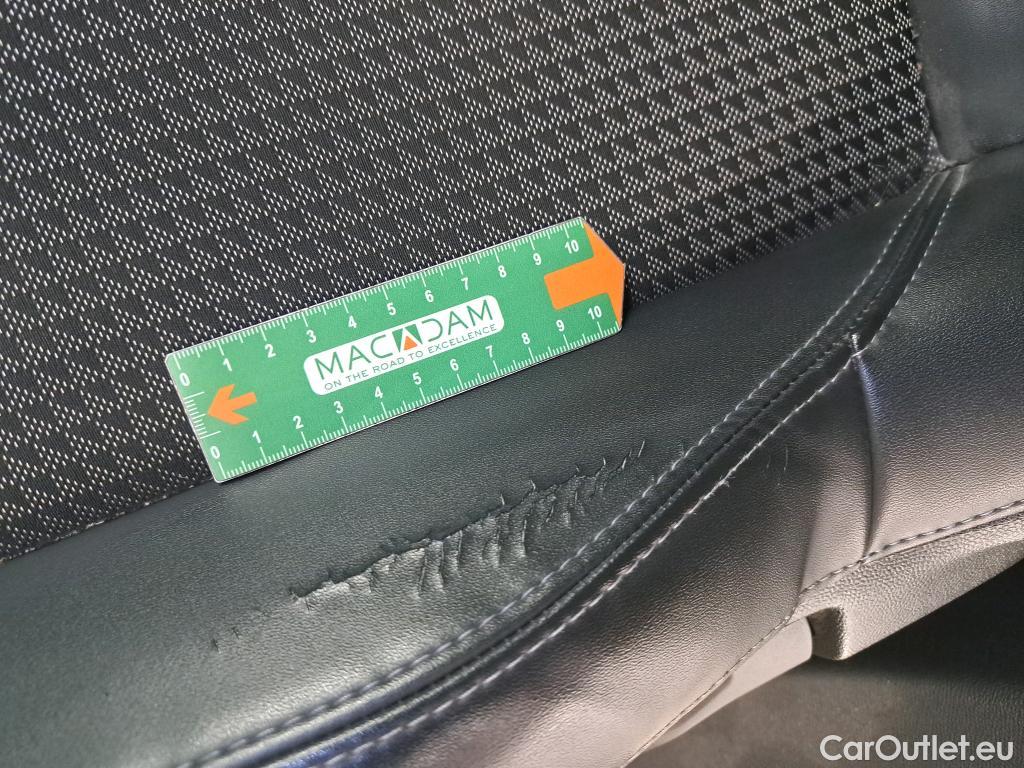 0 1 2 3 4 5 6 7 8 9 10
MACADAM
ON THE ROAD TO EXCELLENCE
0 1 2 3 4 5 6 7 8 9 10
CarOutlet.eu